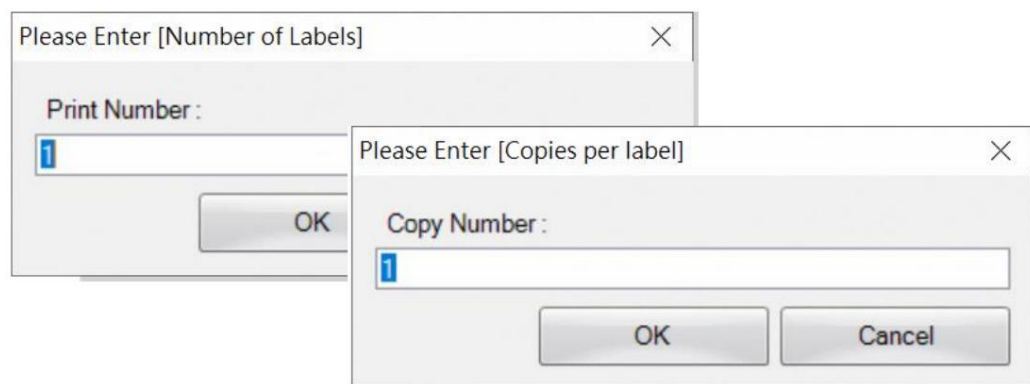 Please Enter [Number of Labels]
Print Number :
1
OK
Please Enter [Copies per label]
Copy Number :
1
OK
Cancel